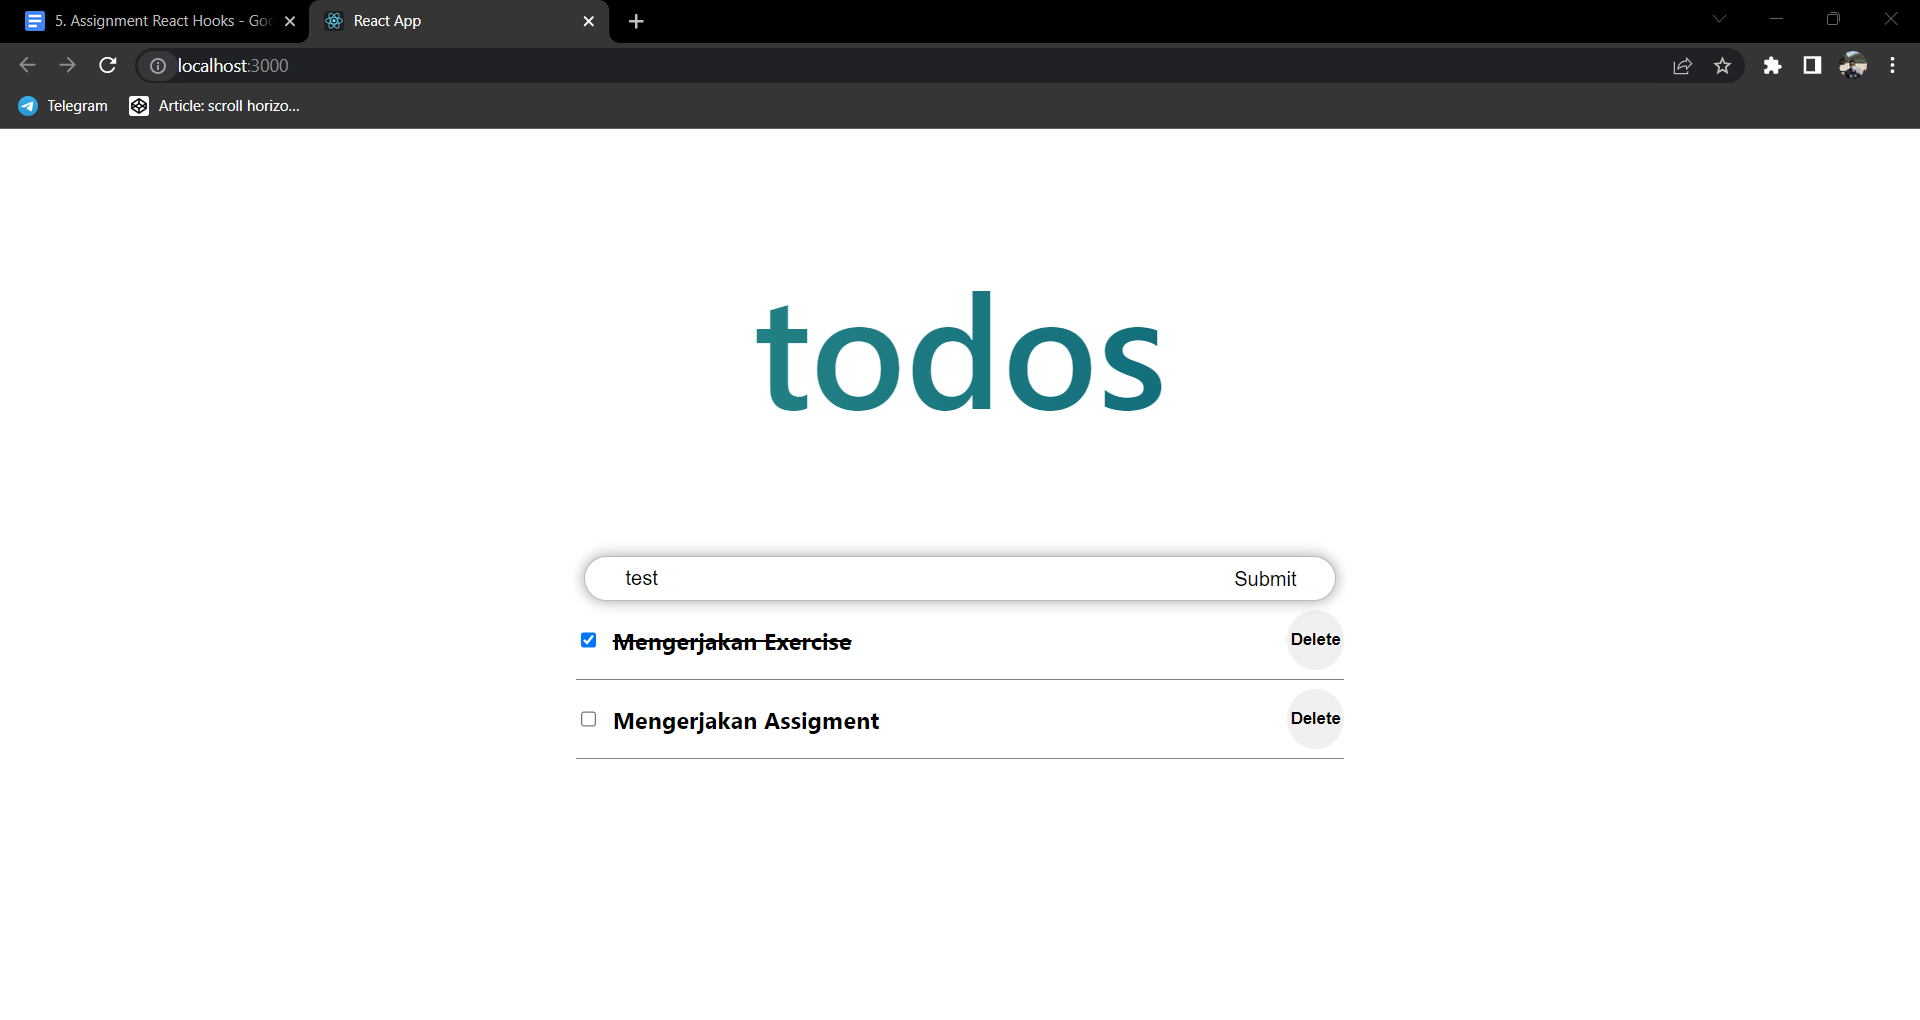 5. Assignment React Hooks - Goo
React App
localhost:3000
Telegram
Article: scroll horizo...
todos
test
Submit
Mengerjakan Exercise
Delete
Mengerjakan Assigment
Delete